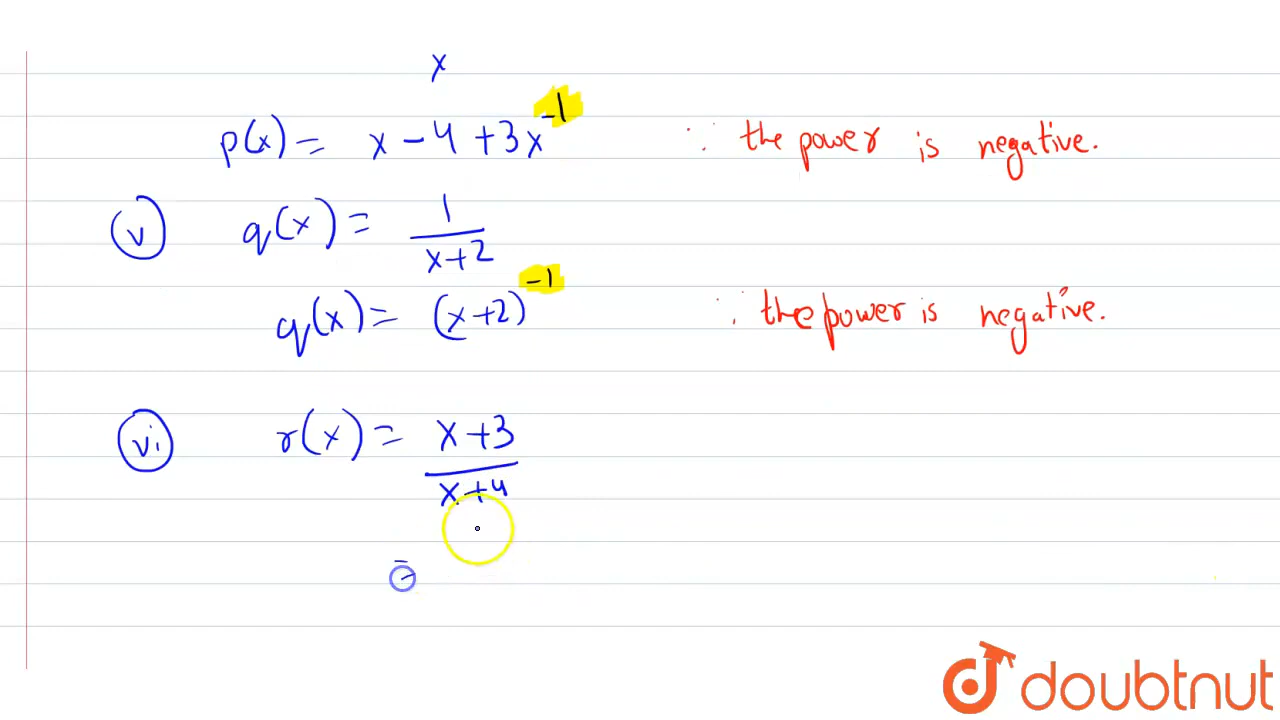 x
p(x) = x - 4 + 3x^-1 ∵ the power is negative.
(v) q(x) = 1/(x+2)
q(x) = (x+2)^-1 ∵ the power is negative.
(vi) r(x) = (x+3)/(x+4)
=
doubtnut